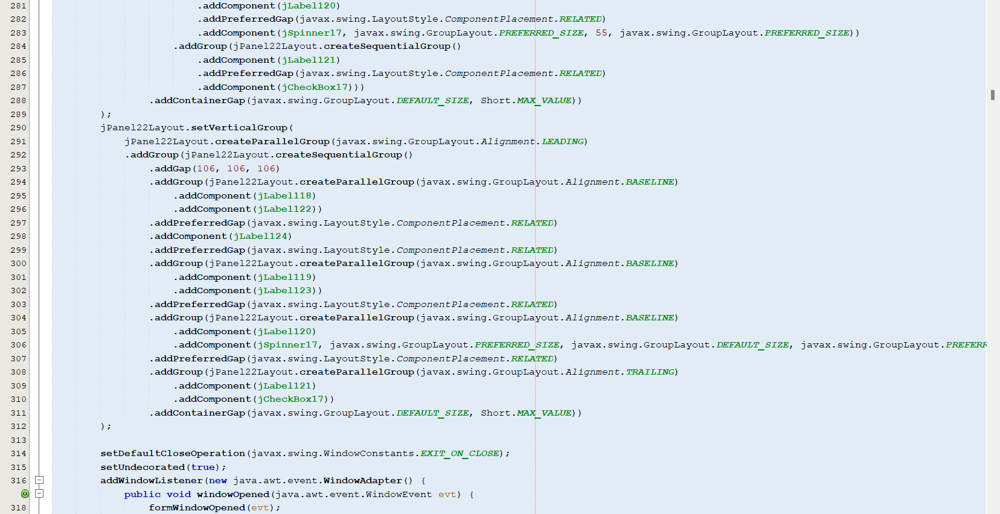 281 .addComponent(jLabel120)
282 .addPreferredGap(javax.swing.LayoutStyle.ComponentPlacement.RELATED)
283 .addComponent(jSpinner17, javax.swing.GroupLayout.PREFERRED_SIZE, 55, javax.swing.GroupLayout.PREFERRED_SIZE))
284 .addGroup(jPanel22Layout.createSequentialGroup()
285 .addComponent(jLabel121)
286 .addPreferredGap(javax.swing.LayoutStyle.ComponentPlacement.RELATED)
287 .addComponent(jCheckBox17)))
288 .addContainerGap(javax.swing.GroupLayout.DEFAULT_SIZE, Short.MAX_VALUE))
289 );
290 jPanel22Layout.setVerticalGroup(
291 jPanel22Layout.createParallelGroup(javax.swing.GroupLayout.Alignment.LEADING)
292 .addGroup(jPanel22Layout.createSequentialGroup()
293 .addGap(106, 106, 106)
294 .addGroup(jPanel22Layout.createParallelGroup(javax.swing.GroupLayout.Alignment.BASELINE)
295 .addComponent(jLabel118)
296 .addComponent(jLabel122))
297 .addPreferredGap(javax.swing.LayoutStyle.ComponentPlacement.RELATED)
298 .addComponent(jLabel124)
299 .addPreferredGap(javax.swing.LayoutStyle.ComponentPlacement.RELATED)
300 .addGroup(jPanel22Layout.createParallelGroup(javax.swing.GroupLayout.Alignment.BASELINE)
301 .addComponent(jLabel119)
302 .addComponent(jLabel123))
303 .addPreferredGap(javax.swing.LayoutStyle.ComponentPlacement.RELATED)
304 .addGroup(jPanel22Layout.createParallelGroup(javax.swing.GroupLayout.Alignment.BASELINE)
305 .addComponent(jLabel120)
306 .addComponent(jSpinner17, javax.swing.GroupLayout.PREFERRED_SIZE, javax.swing.GroupLayout.DEFAULT_SIZE, javax.swing.GroupLayout.PREFERR
307 .addPreferredGap(javax.swing.LayoutStyle.ComponentPlacement.RELATED)
308 .addGroup(jPanel22Layout.createParallelGroup(javax.swing.GroupLayout.Alignment.TRAILING)
309 .addComponent(jLabel121)
310 .addComponent(jCheckBox17))
311 .addContainerGap(javax.swing.GroupLayout.DEFAULT_SIZE, Short.MAX_VALUE))
312 );
313
314 setDefaultCloseOperation(javax.swing.WindowConstants.EXIT_ON_CLOSE);
315 setUndecorated(true);
316 addWindowListener(new java.awt.event.WindowAdapter() {
public void windowOpened(java.awt.event.WindowEvent evt) {
318 formWindowOpened(evt);